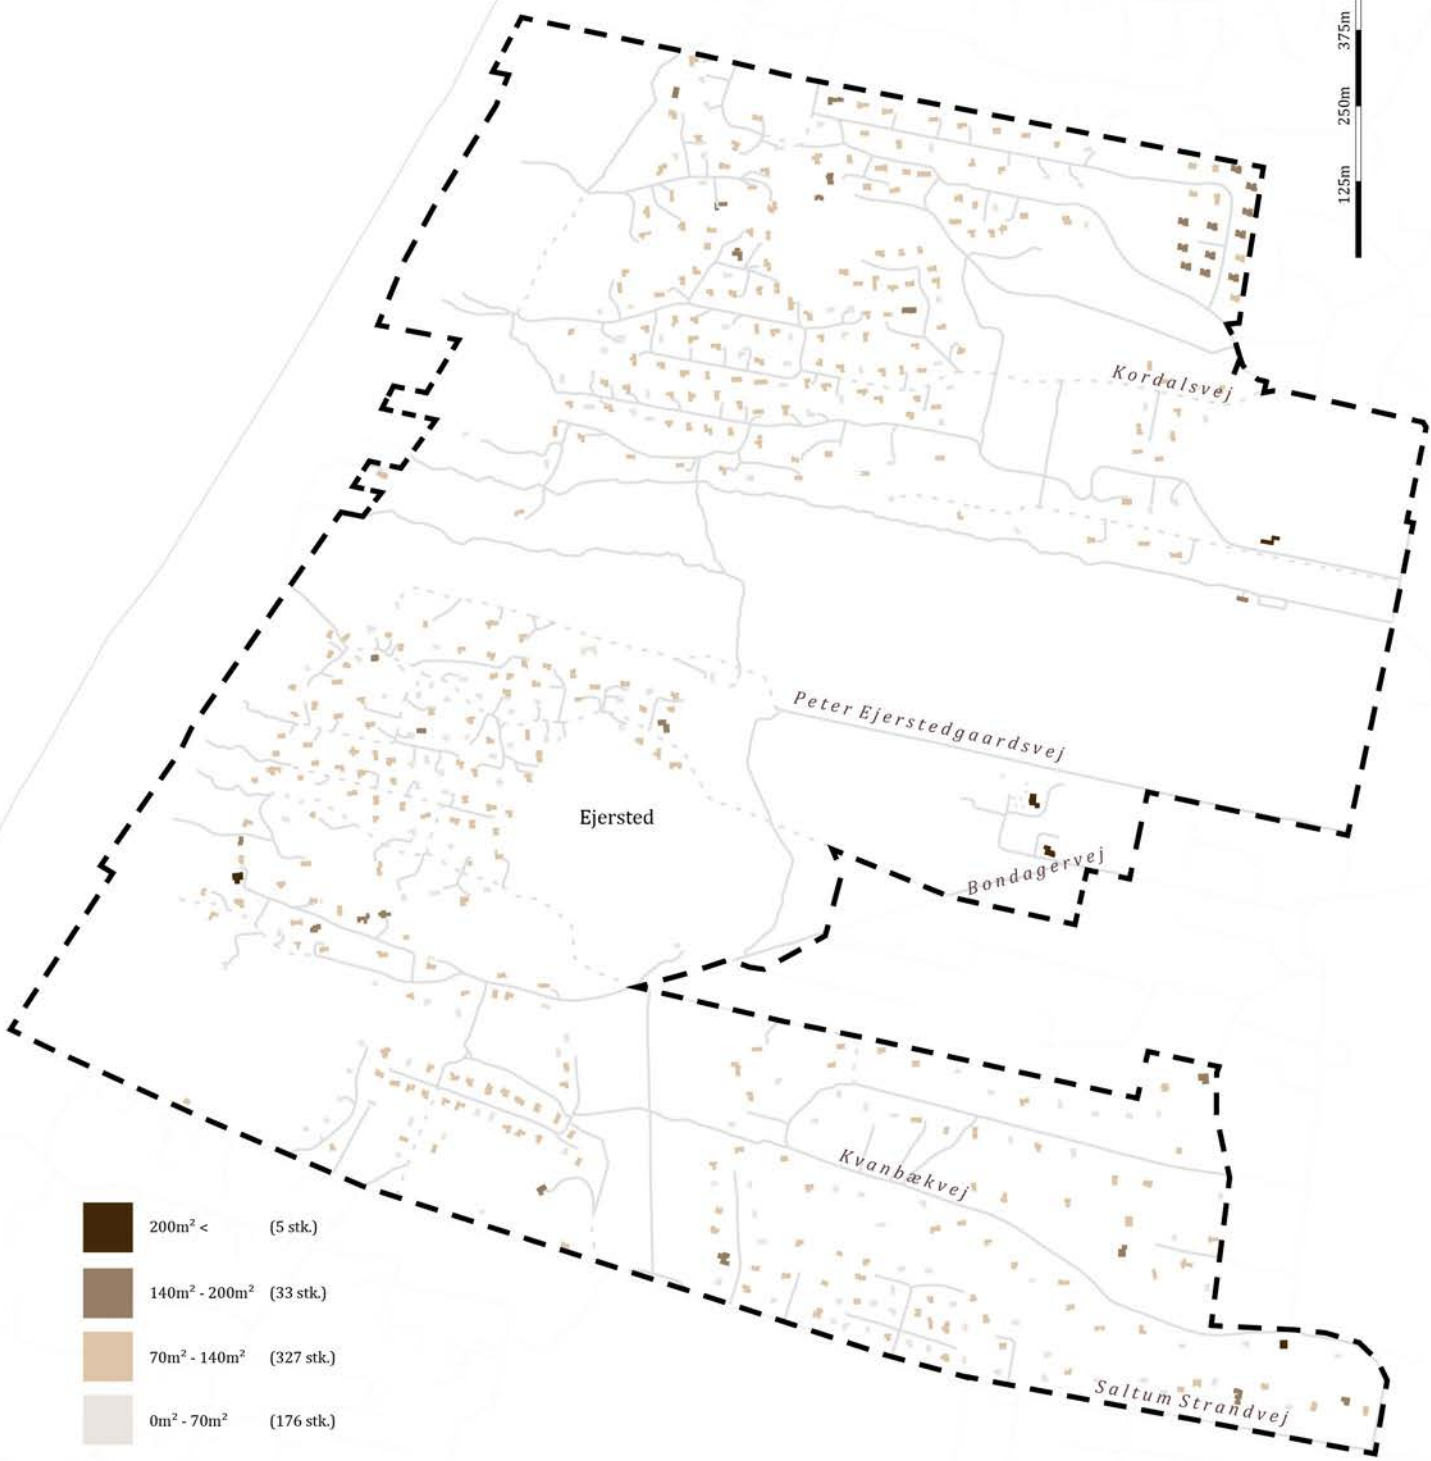 375m
250m
125m
Kordalsvej
Peter Ejerstedgaardsvej
Ejersted
Bondagervej
Kvanbækvej
Saltum Strandvej
200m² < (5 stk.)
140m² - 200m² (33 stk.)
70m² - 140m² (327 stk.)
0m² - 70m² (176 stk.)